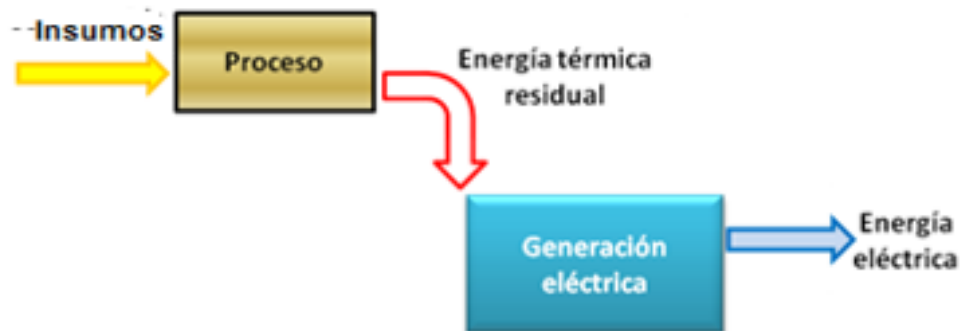 Insumos
Proceso
Energía térmica
residual
Generación
eléctrica
Energía
eléctrica